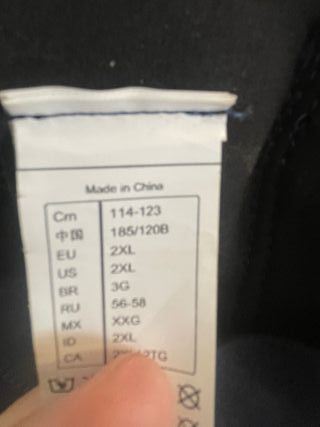 Made in China
Cm 114-123
中国 185/120B
EU 2XL
US 2XL
BR 3G
RU 56-58
MX XXG
ID 2XL
CA